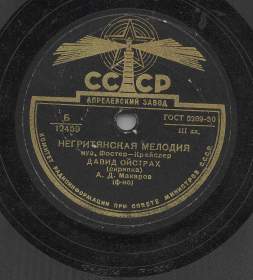 СССР
АПРЕЛЕВСКИЙ ЗАВОД
Б
12459
ГОСТ 5289-50
III кл.
НЕГРИТЯНСКАЯ МЕЛОДИЯ
муз. Фостер-Крейслер
ДАВИД ОЙСТРАХ
(скрипка)
А. Д. Макаров
(ф-но)
КОМИТЕТ РАДИОИНФОРМАЦИИ ПРИ СОВЕТЕ МИНИСТРОВ СССР